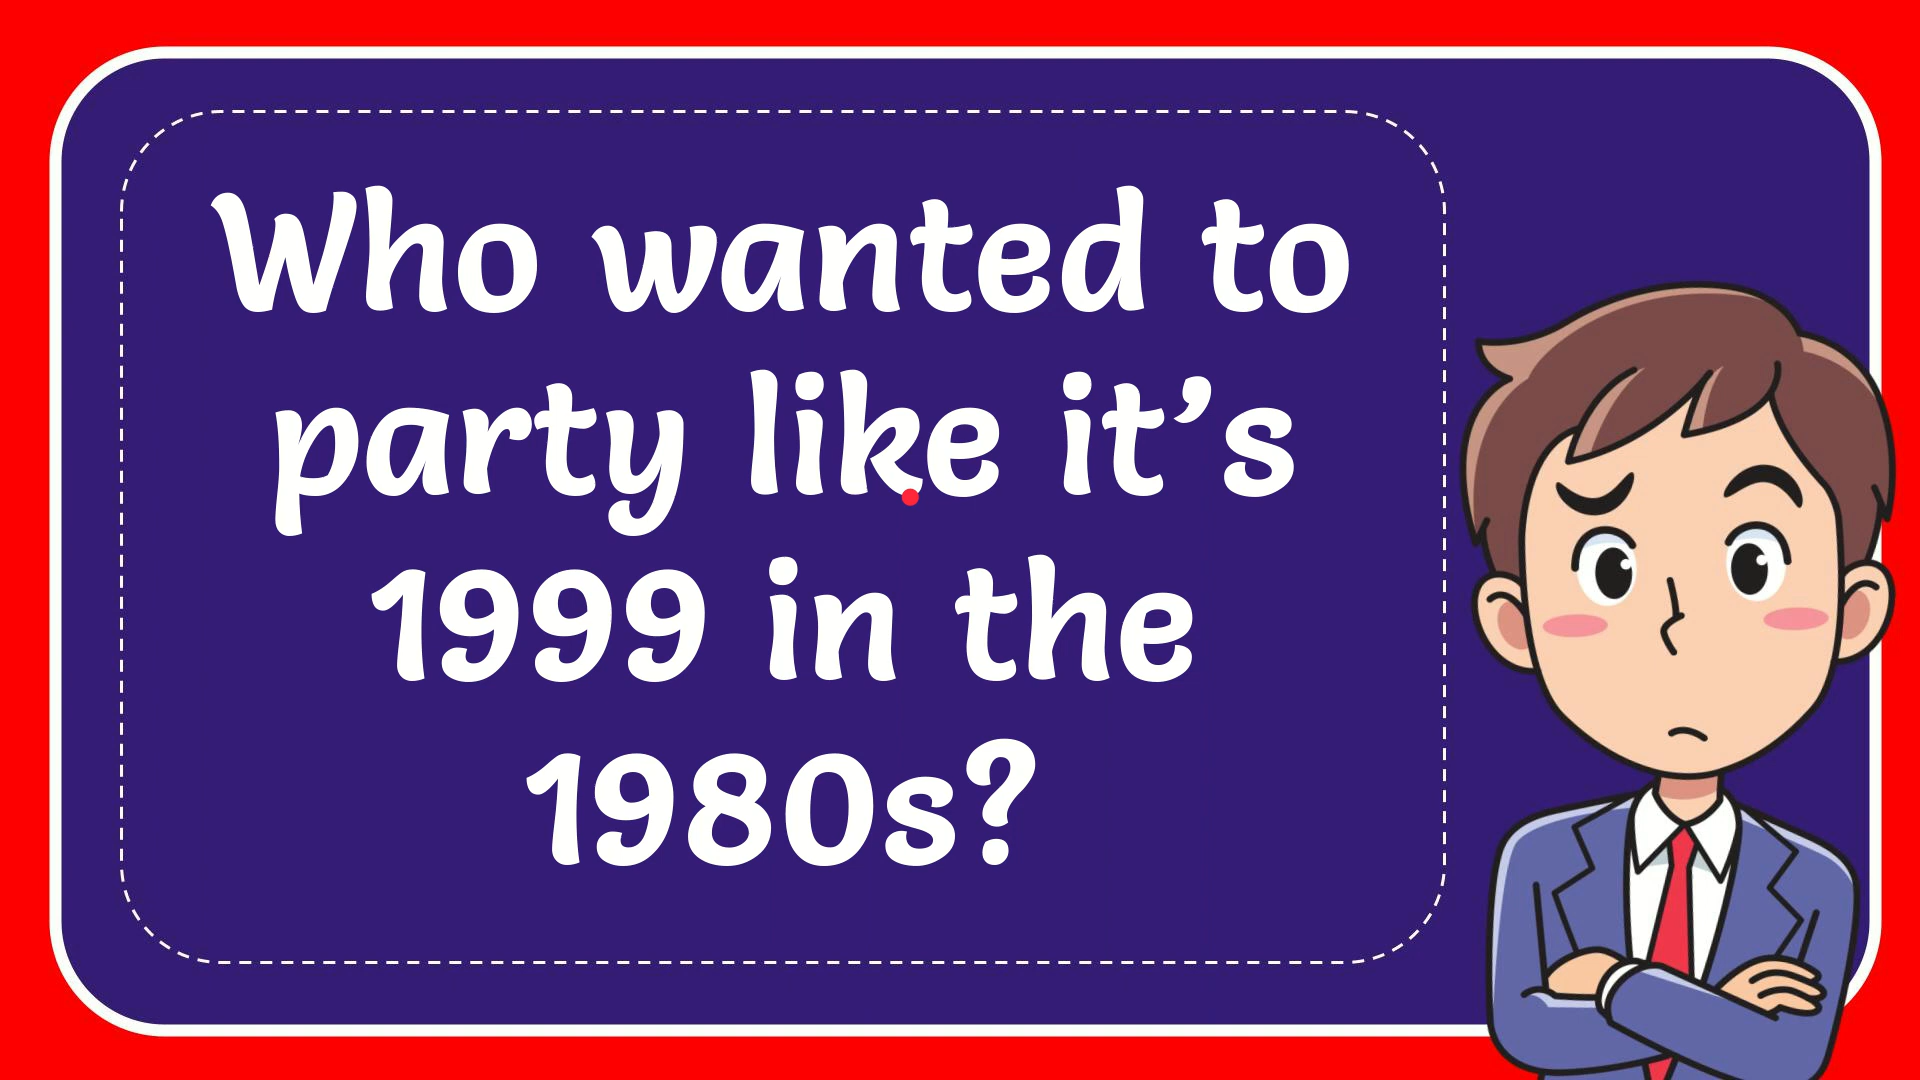 Who wanted to
party like it’s
1999 in the
1980s?